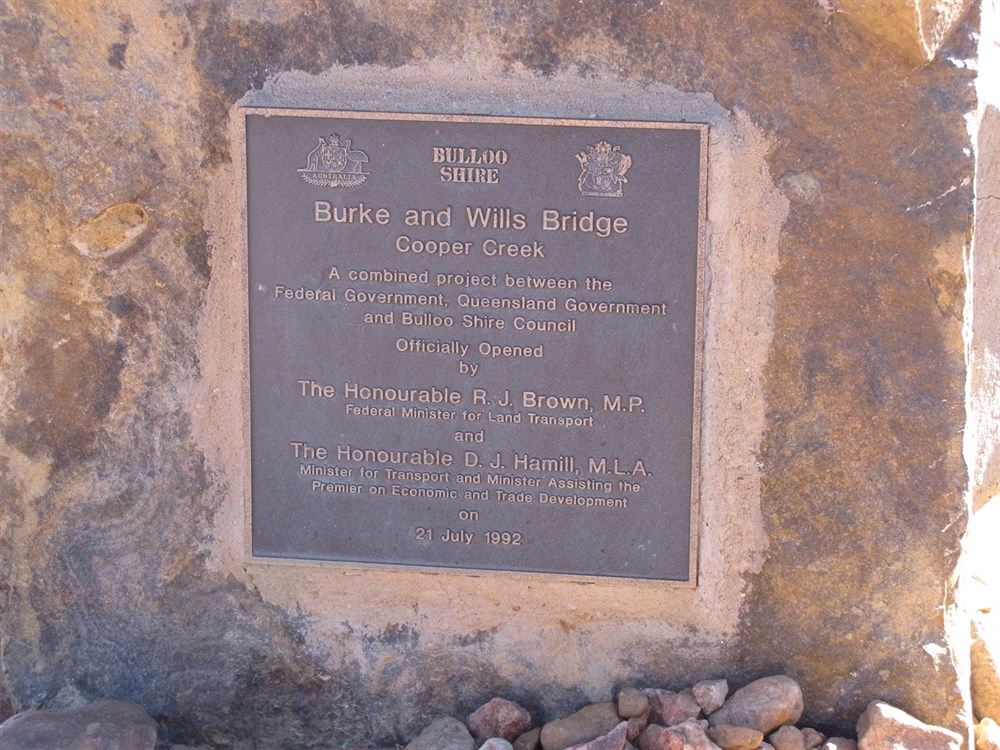 AUSTRALIA
BULLOO
SHIRE
Burke and Wills Bridge
Cooper Creek
A combined project between the
Federal Government, Queensland Government
and Bulloo Shire Council
Officially Opened
by
The Honourable R. J. Brown, M.P.
Federal Minister for Land Transport
and
The Honourable D. J. Hamill, M.L.A.
Minister for Transport and Minister Assisting the
Premier on Economic and Trade Development
on
21 July 1992